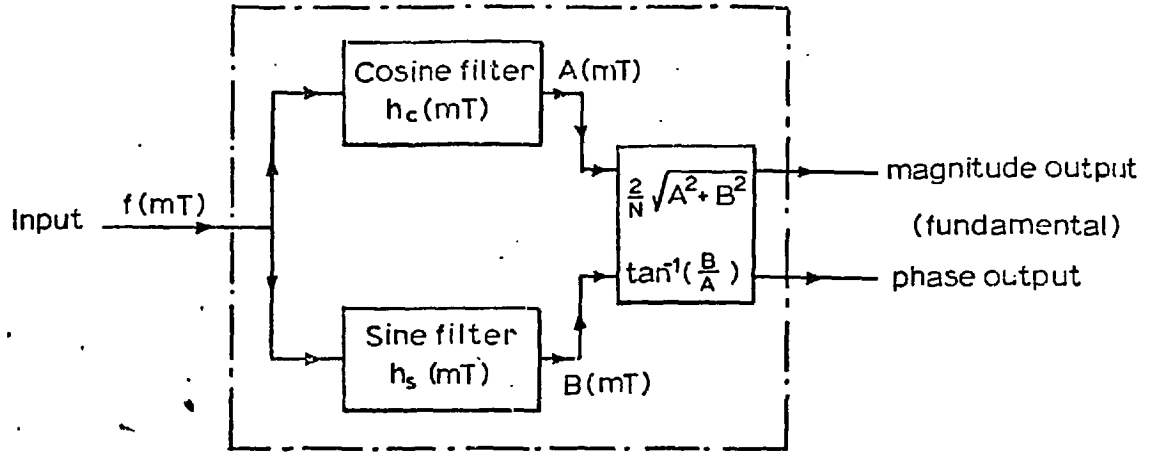 Cosine filter
h_c(mT)
A(mT)
Input
f(mT)
2/N √A²+B²
tan⁻¹(B/A)
magnitude output
(fundamental)
phase output
Sine filter
h_s (mT)
B(mT)